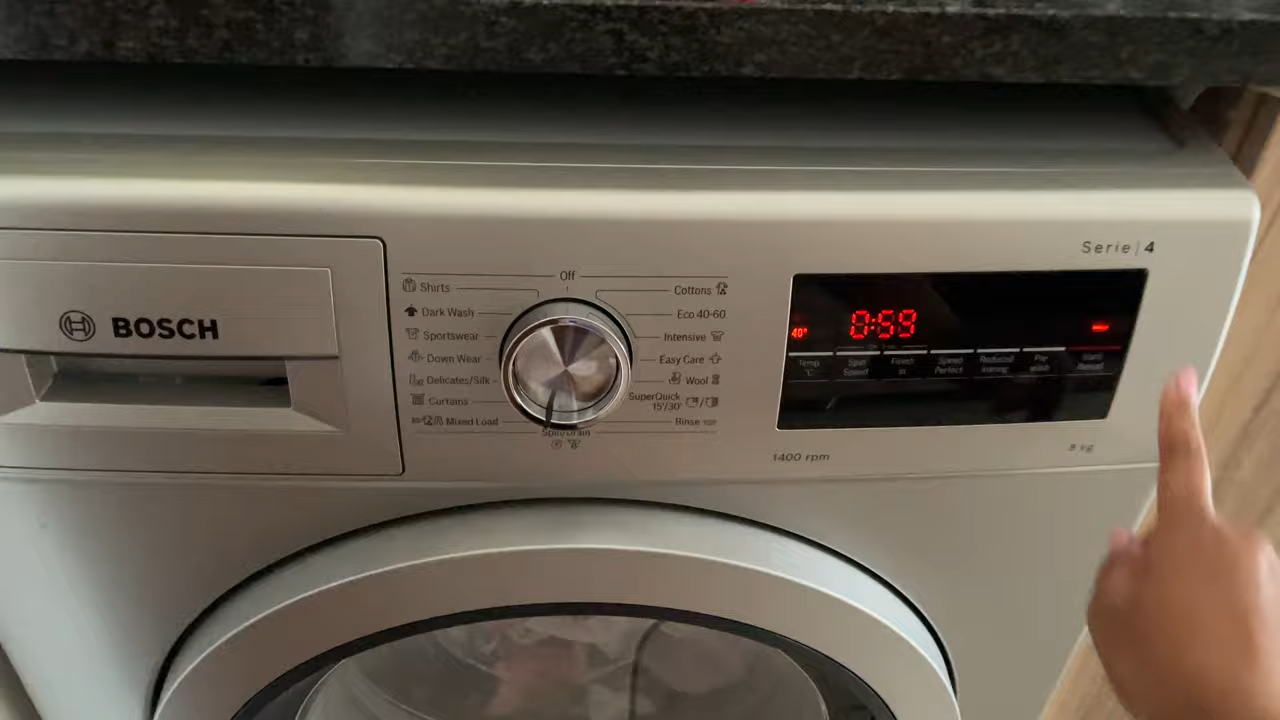 Serie | 4
Off
Shirts
Cottons
Dark Wash
Eco 40-60
Sportswear
Intensive
Down Wear
Easy Care
Delicates/Silk
Wool
Curtains
SuperQuick
15'/30'
Mixed Load
Rinse
Spin/Drain
BOSCH
40°
0:59
Temp
°C
Spin
Speed
Finish
in
Speed
Perfect
Reduced
Ironing
Pre
wash
Start
Reload
1400 rpm
8 kg